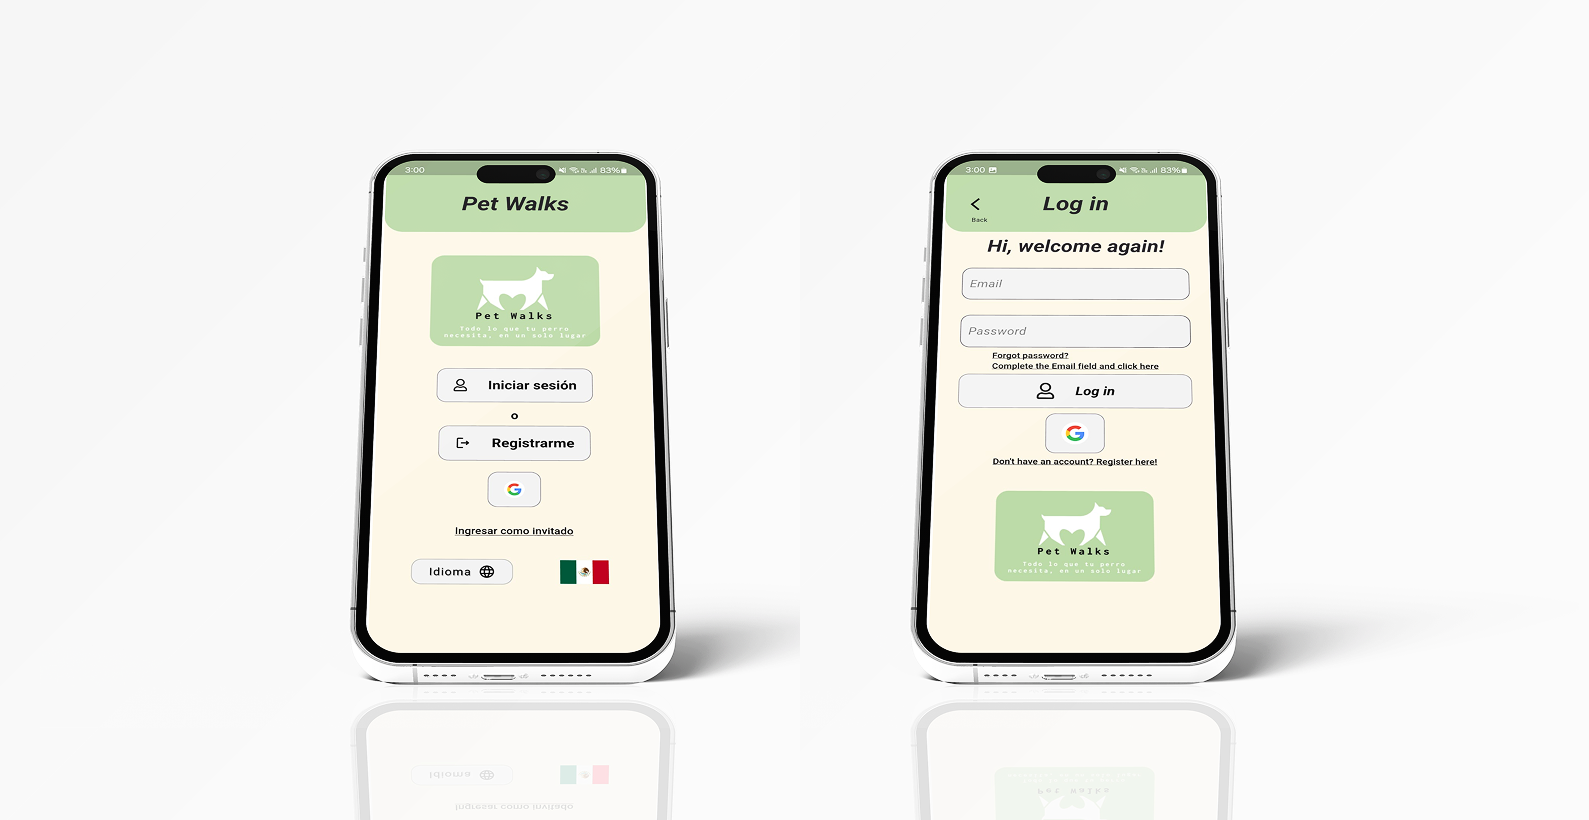 3:00
83%
Pet Walks
Pet Walks
Todo lo que tu perro
necesita, en un solo lugar
Iniciar sesión
o
Registrarme
Ingresar como invitado
Idioma
3:00
83%
Back
Log in
Hi, welcome again!
Email
Password
Forgot password?
Complete the Email field and click here
Log in
Don't have an account? Register here!
Pet Walks
Todo lo que tu perro
necesita, en un solo lugar